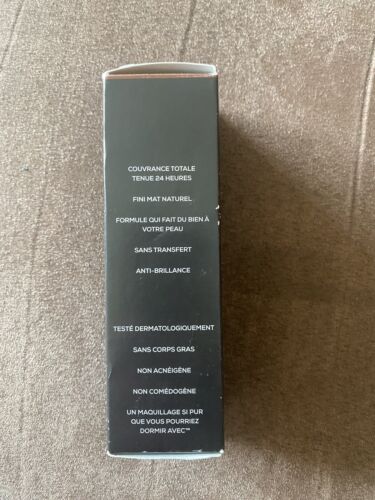 COUVRANCE TOTALE
TENUE 24 HEURES
FINI MAT NATUREL
FORMULE QUI FAIT DU BIEN À
VOTRE PEAU
SANS TRANSFERT
ANTI-BRILLANCE
TESTÉ DERMATOLOGIQUEMENT
SANS CORPS GRAS
NON ACNÉIGÈNE
NON COMÉDOGÈNE
UN MAQUILLAGE SI PUR
QUE VOUS POURRIEZ
DORMIR AVEC™